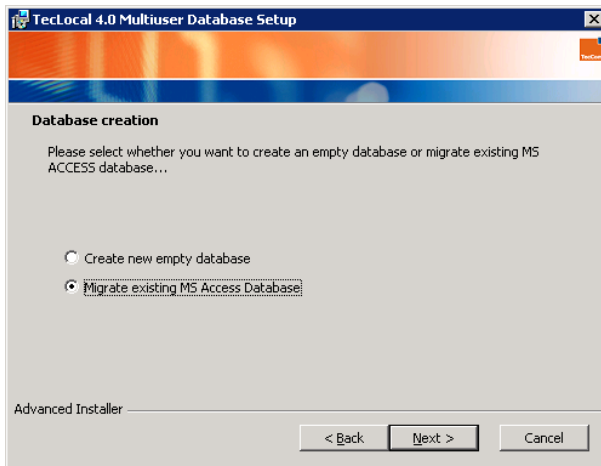 TecLocal 4.0 Multiuser Database Setup
Database creation
Please select whether you want to create an empty database or migrate existing MS
ACCESS database...
Create new empty database
Migrate existing MS Access Database
Advanced Installer
< Back
Next >
Cancel